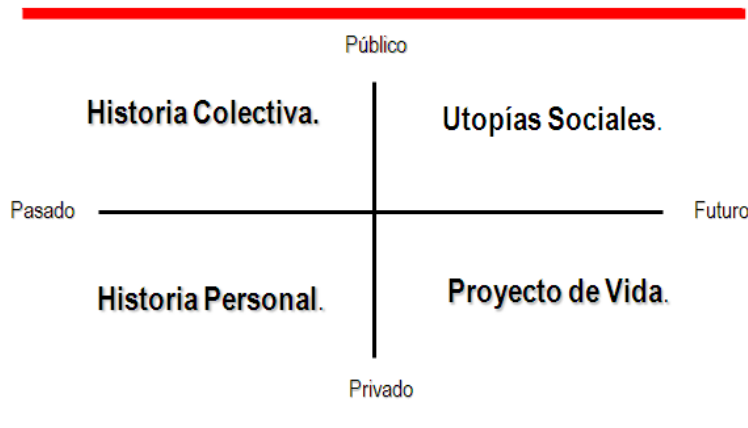 Público
Historia Colectiva.
Utopías Sociales.
Pasado
Futuro
Historia Personal.
Proyecto de Vida.
Privado